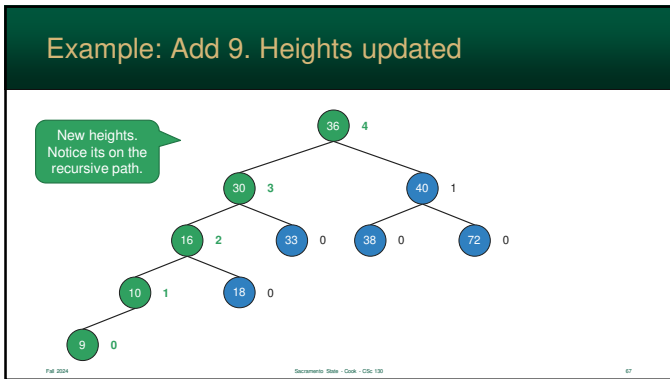 Example: Add 9. Heights updated
New heights.
Notice its on the
recursive path.
36 4
30 3
40 1
16 2
33 0
38 0
72 0
10 1
18 0
9 0
Fall 2024
Sacramento State - Cook - CSc 130
67